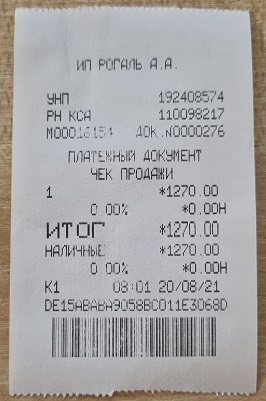 ИП РОГАЛЬ А.А.
УНП 192408574
РН КСА 110098217
ДОК.N0000276
ПЛАТЕЖНЫЙ ДОКУМЕНТ
ЧЕК ПРОДАЖИ
1 *1270.00
0.00% *0.00Н
ИТОГ *1270.00
НАЛИЧНЫЕ *1270.00
0.00% *0.00Н
К1 08:01 20/08/21
DE15ABABA9058BC011E3068D